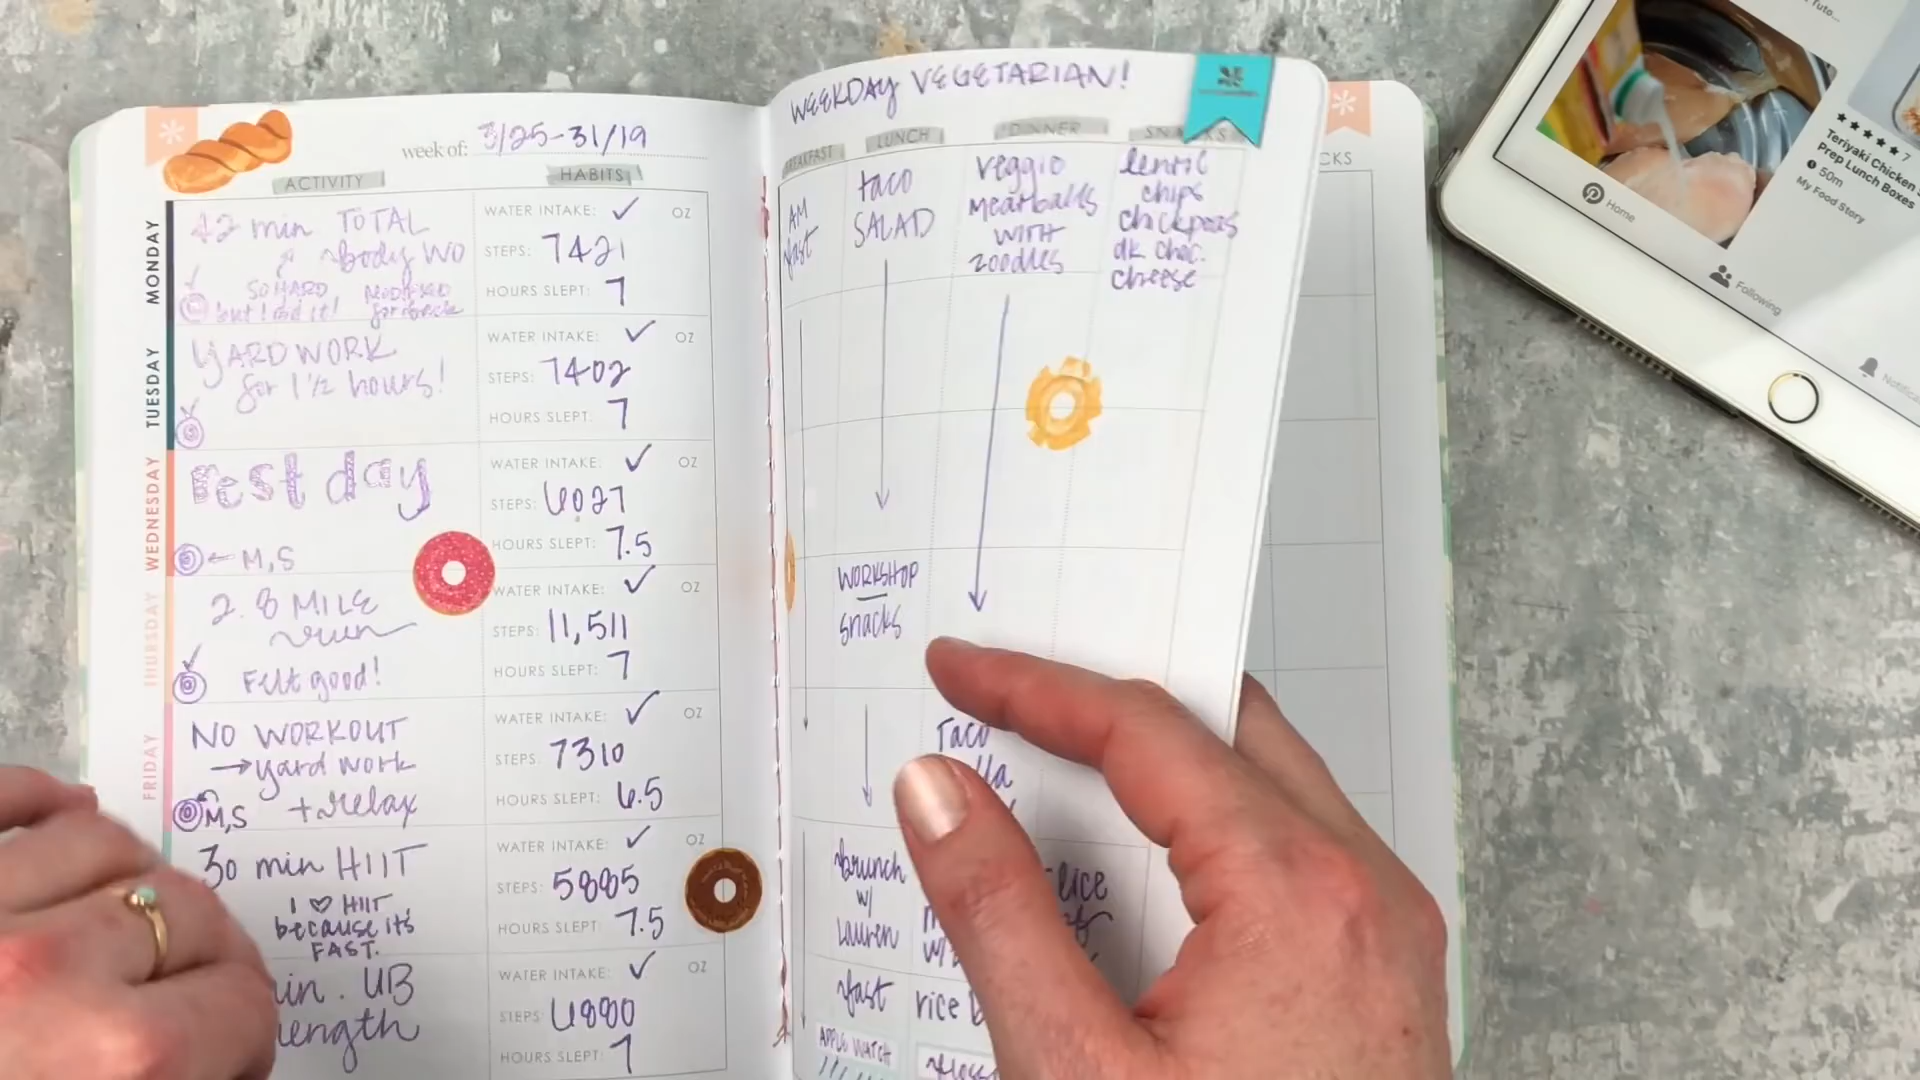 week of: 3/25-31/19
ACTIVITY
HABITS
MONDAY
42 min TOTAL
body WO
SO HARD
but I did it!
MODIFIED
for back
WATER INTAKE: ✓ OZ
STEPS: 7421
HOURS SLEPT: 7
TUESDAY
YARD WORK
for 1 1/2 hours!
WATER INTAKE: ✓ OZ
STEPS: 7402
HOURS SLEPT: 7
WEDNESDAY
rest day
← M,S
WATER INTAKE: ✓ OZ
STEPS: 6027
HOURS SLEPT: 7.5
THURSDAY
2.8 MILE
run
Felt good!
WATER INTAKE: ✓ OZ
STEPS: 11,511
HOURS SLEPT: 7
FRIDAY
NO WORKOUT
→ yard work
M,S + relax
WATER INTAKE: ✓ OZ
STEPS: 7310
HOURS SLEPT: 6.5
30 min HIIT
I ♡ HIIT
because it's
FAST.
WATER INTAKE: ✓ OZ
STEPS: 5885
HOURS SLEPT: 7.5
UB
WATER INTAKE: ✓ OZ
STEPS: 6880
HOURS SLEPT: 7
WEEKDAY VEGETARIAN!
LUNCH
DINNER
AM
fast
taco
SALAD
veggie
meatballs
WITH
zoodles
lentil
chips
chickpeas
dk choc.
cheese
WORKSHOP
snacks
Taco
brunch
w/
Lauren
fast
rice
APPLE WATCH
Teriyaki Chicken
Prep Lunch Boxes
50m
My Food Story
Home
Following